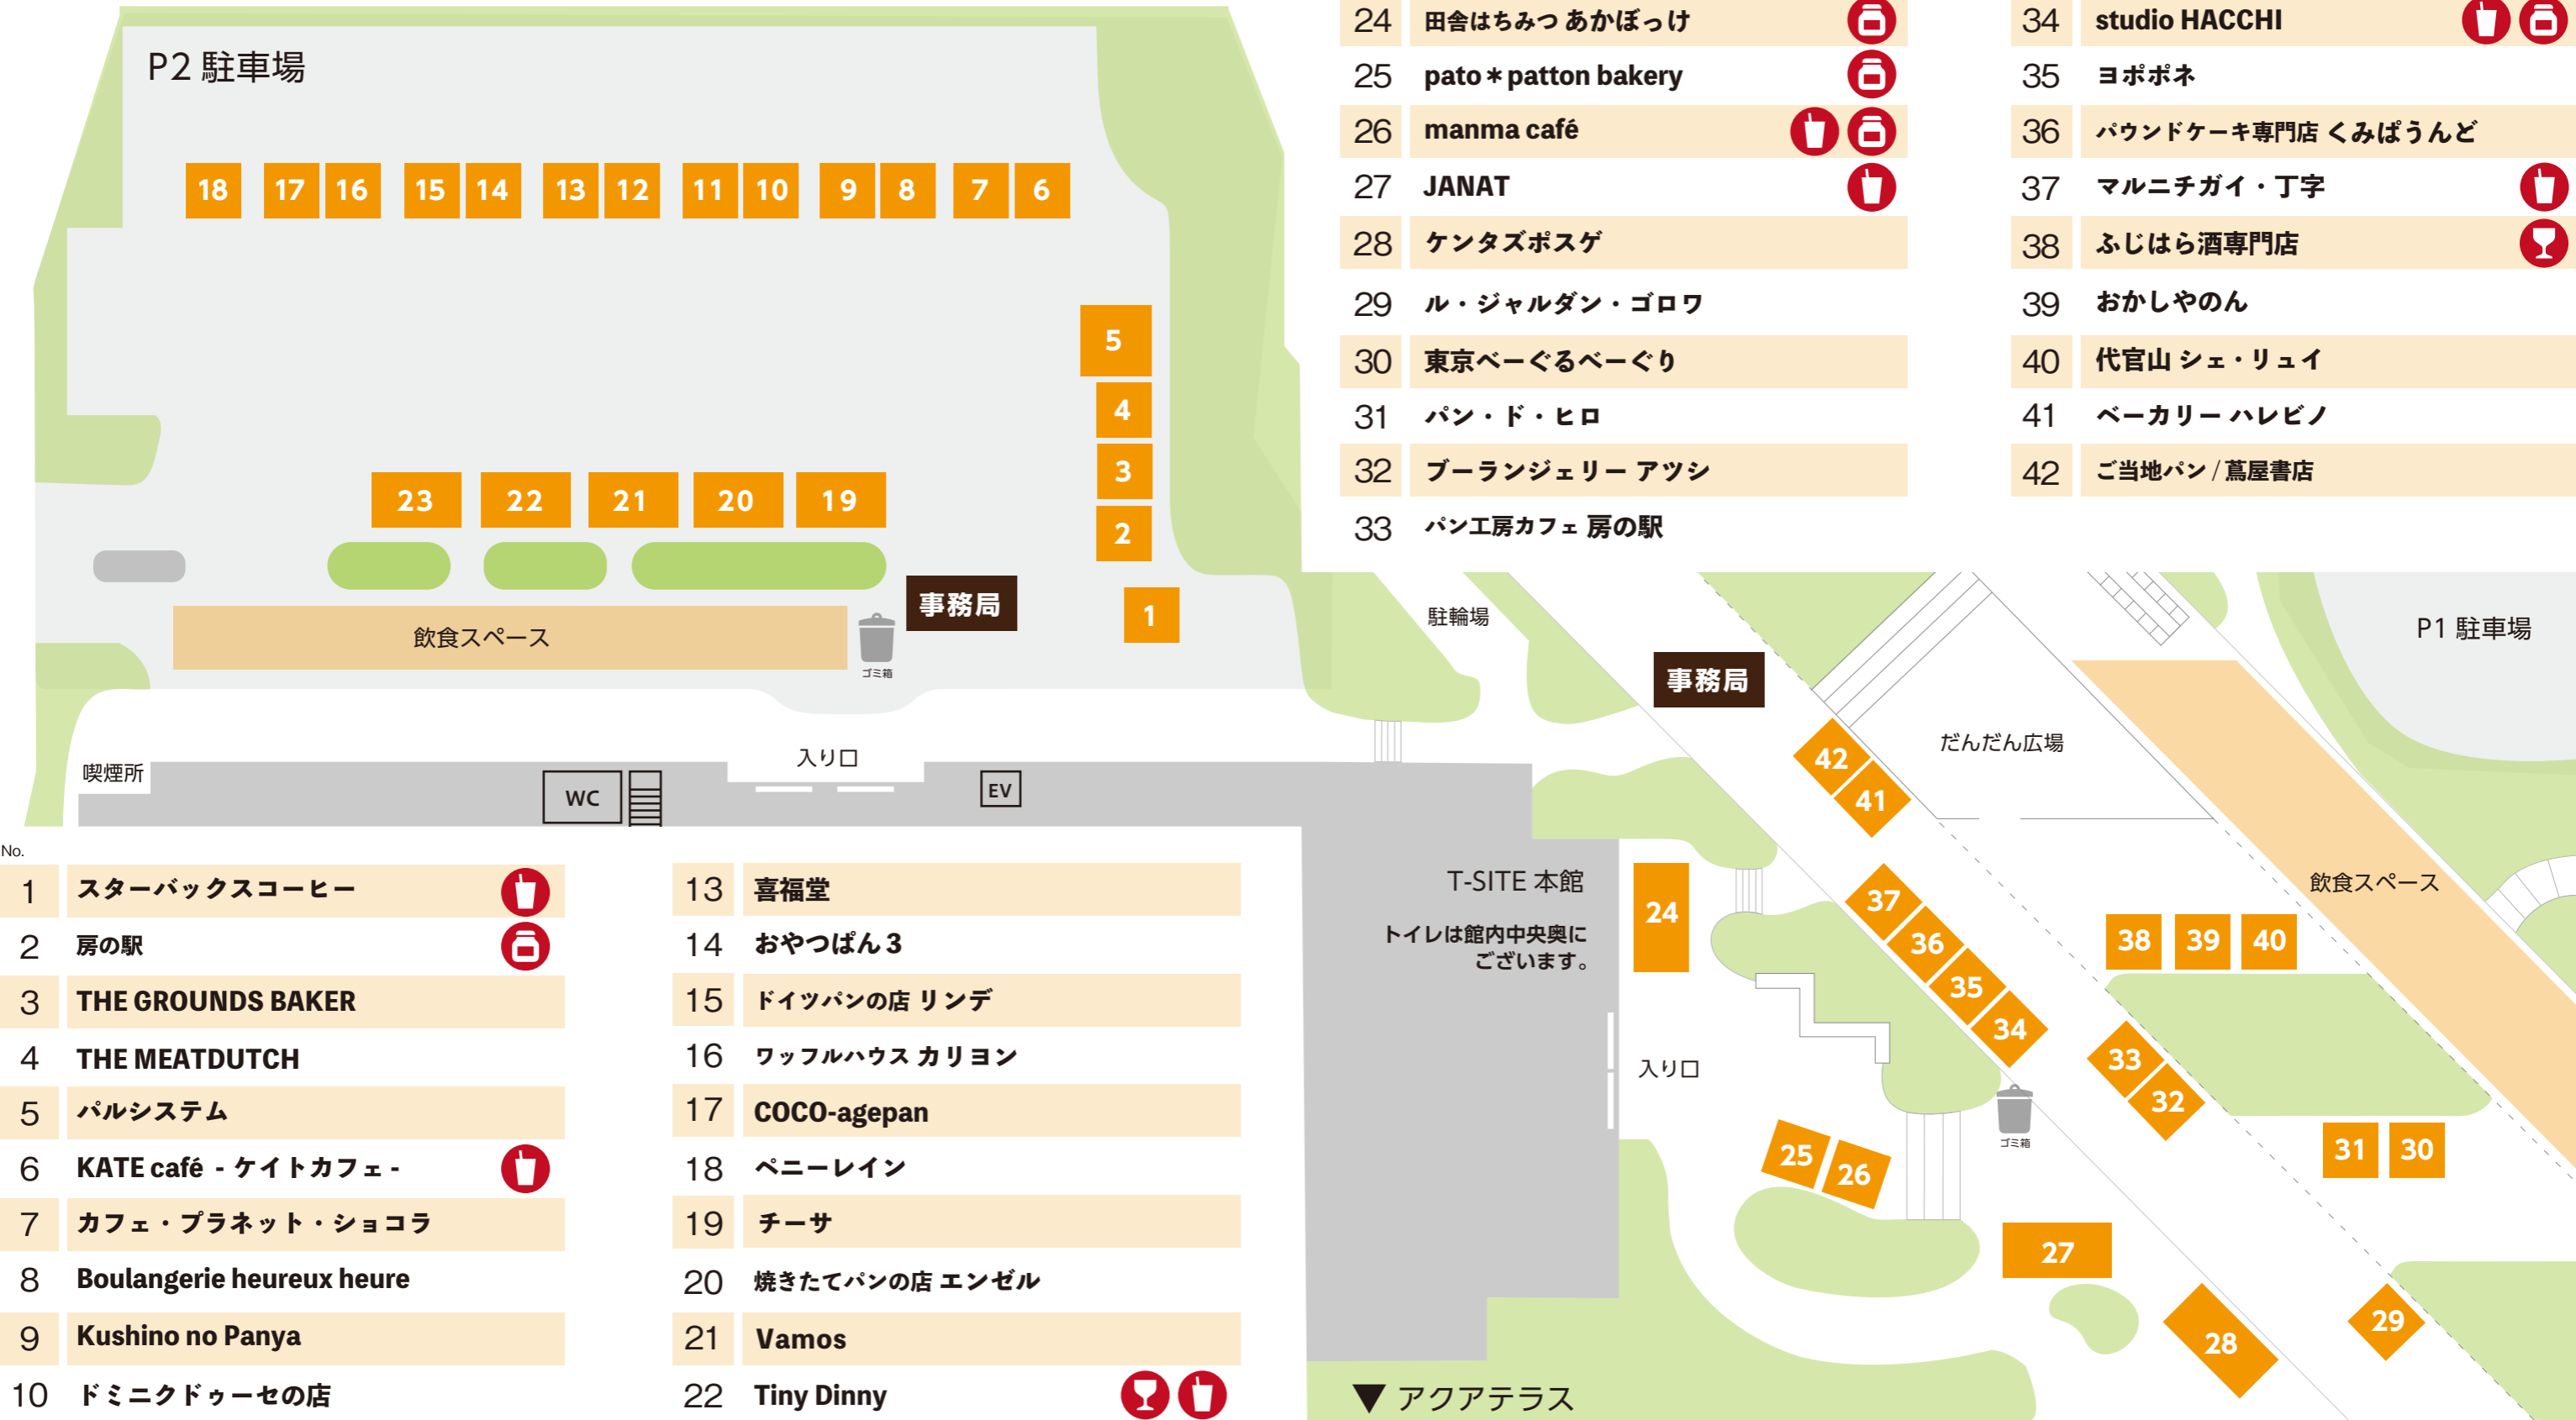 P2 駐車場
18 17 16 15 14 13 12 11 10 9 8 7 6
5
4
3
2
1
23 22 21 20 19
事務局
飲食スペース
ゴミ箱
喫煙所
WC
入り口
EV
24 田舎はちみつ あかぼっけ
25 pato＊patton bakery
26 manma café
27 JANAT
28 ケンタズポスゲ
29 ル・ジャルダン・ゴロワ
30 東京べーぐるべーぐり
31 パン・ド・ヒロ
32 ブーランジェリー アツシ
33 パン工房カフェ 房の駅
34 studio HACCHI
35 ヨポポネ
36 パウンドケーキ専門店 くみぱうんど
37 マルニチガイ・丁字
38 ふじはら酒専門店
39 おかしやのん
40 代官山 シェ・リュイ
41 ベーカリー ハレビノ
42 ご当地パン / 蔦屋書店
駐輪場
事務局
P1 駐車場
だんだん広場
42
41
飲食スペース
T-SITE 本館
トイレは館内中央奥に
ございます。
24
37
36
35
34
38 39 40
33
32
入り口
ゴミ箱
31 30
25 26
27
28
29
▼ アクアテラス
No.
1 スターバックスコーヒー
2 房の駅
3 THE GROUNDS BAKER
4 THE MEATDUTCH
5 パルシステム
6 KATE café - ケイトカフェ -
7 カフェ・プラネット・ショコラ
8 Boulangerie heureux heure
9 Kushino no Panya
10 ドミニクドゥーセの店
13 喜福堂
14 おやつぱん3
15 ドイツパンの店 リンデ
16 ワッフルハウス カリヨン
17 COCO-agepan
18 ペニーレイン
19 チーサ
20 焼きたてパンの店 エンゼル
21 Vamos
22 Tiny Dinny